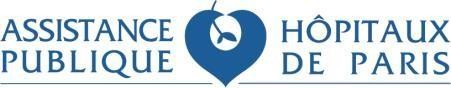 ASSISTANCE
PUBLIQUE
HÔPITAUX
DE PARIS